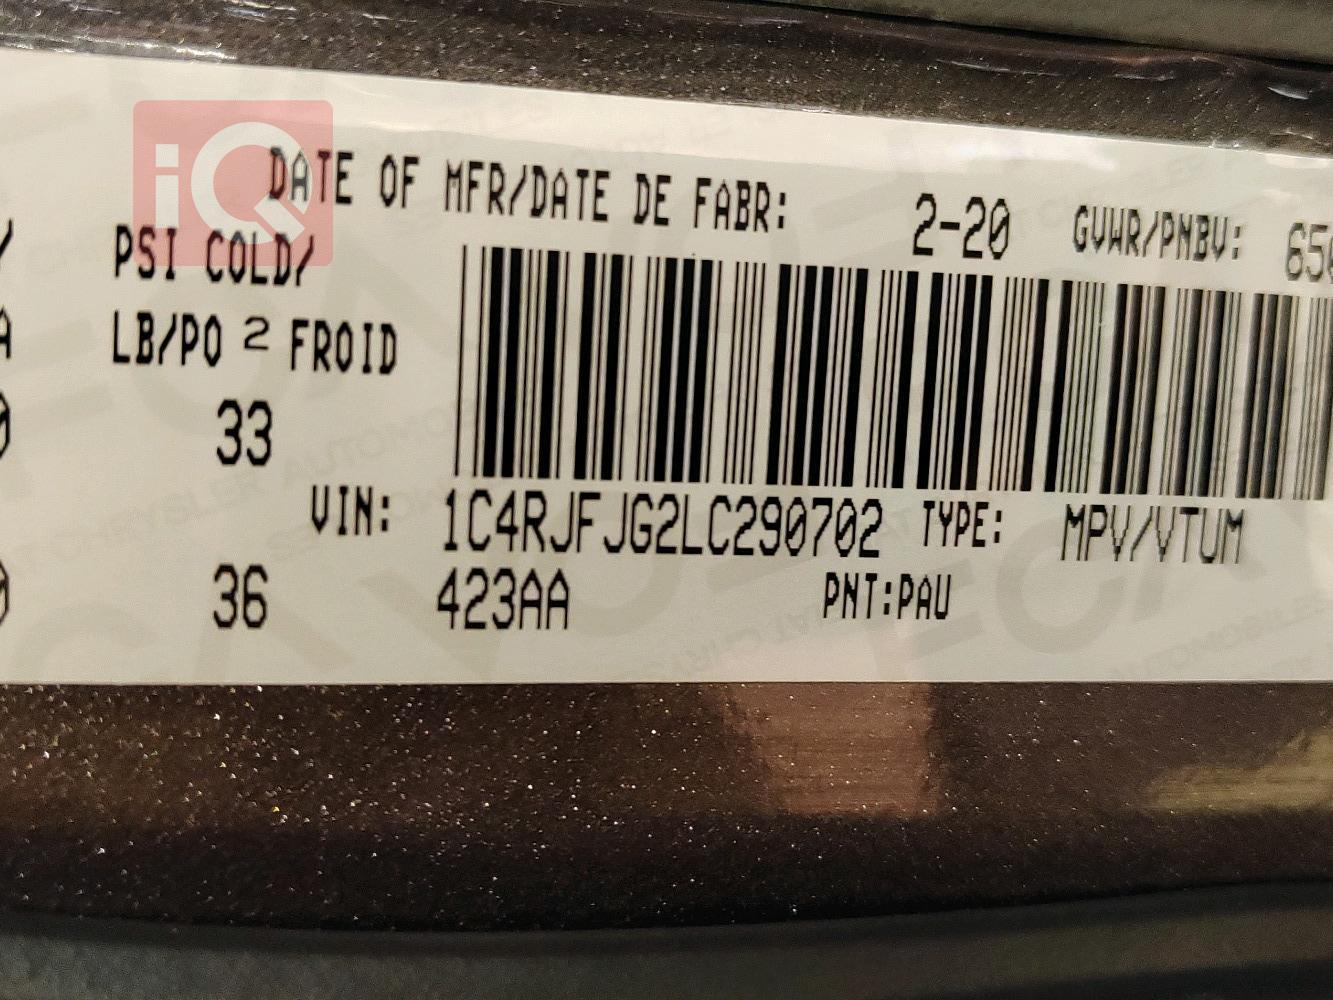 iQ
DATE OF MFR/DATE DE FABR: 2-20 GVWR/PNBV:
PSI COLD/
LB/PO 2 FROID
33
VIN: 1C4RJFJG2LC290702 TYPE: MPV/VTUM
36 423AA PNT:PAU